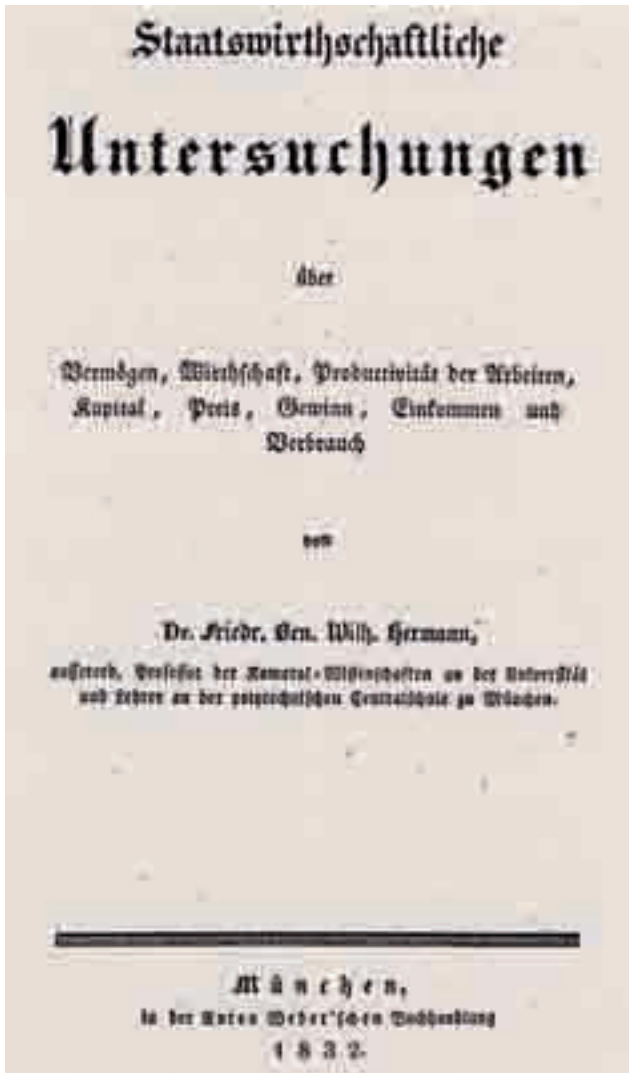 Staatswirthschaftliche
Untersuchungen
über
Vermögen, Wirthschaft, Productivität der Arbeiten,
Kapital, Preis, Gewinn, Einkommen und
Verbrauch
von
Dr. Friedr. Ben. Wilh. Hermann,
ausserord. Professor der Kameral-Wissenschaften an der Universität
und Lehrer an der polytechnischen Centralschule zu München.
München,
in der Anton Weber'schen Buchhandlung
1832.